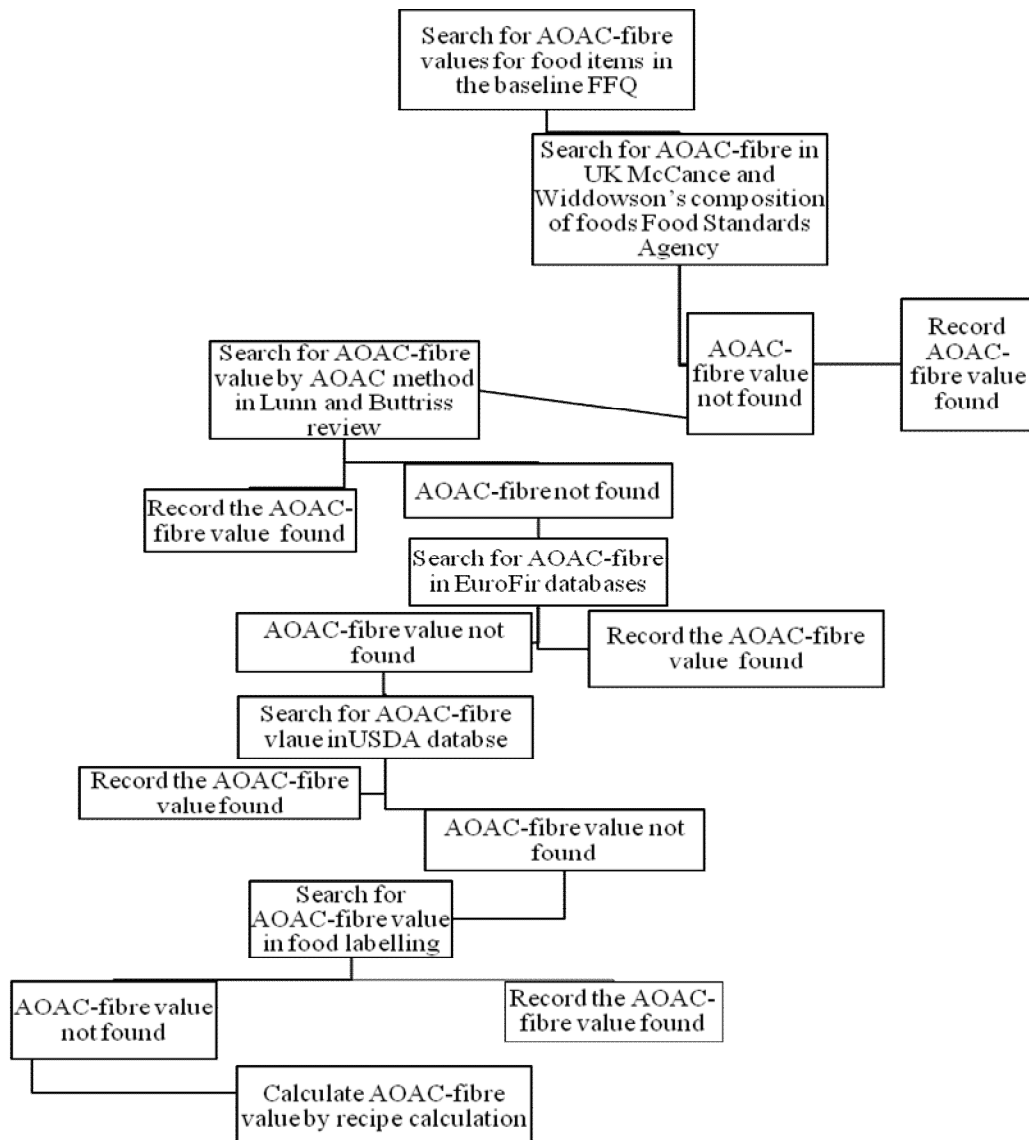 Search for AOAC-fibre
values for food items in
the baseline FFQ
Search for AOAC-fibre in
UK McCance and
Widdowson's composition
of foods Food Standards
Agency
AOAC-
fibre value
not found
Record
AOAC-
fibre value
found
Search for AOAC-fibre
value by AOAC method
in Lunn and Buttriss
review
Record the AOAC-
fibre value found
AOAC-fibre not found
Search for AOAC-fibre
in EuroFir databases
AOAC-fibre value not
found
Record the AOAC-fibre
value found
Search for AOAC-fibre
vlaue in USDA databse
Record the AOAC-fibre
value found
AOAC-fibre value not
found
Search for
AOAC-fibre value
in food labelling
AOAC-fibre value
not found
Record the AOAC-
fibre value found
Calculate AOAC-fibre
value by recipe calculation